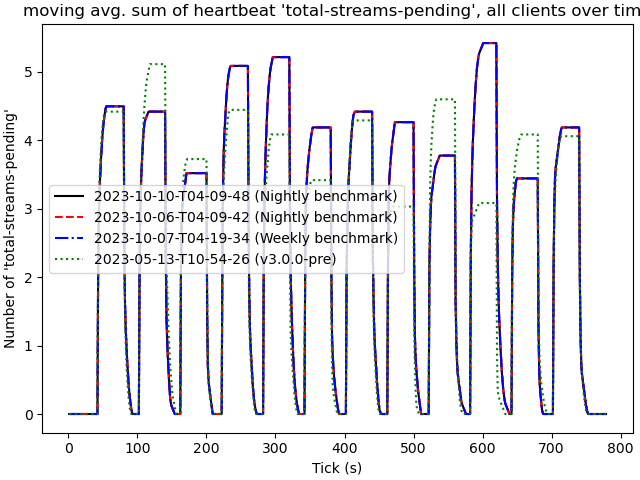 moving avg. sum of heartbeat 'total-streams-pending', all clients over tim
Number of 'total-streams-pending'
5
4
3
2
1
0
2023-10-10-T04-09-48 (Nightly benchmark)
2023-10-06-T04-09-42 (Nightly benchmark)
2023-10-07-T04-19-34 (Weekly benchmark)
2023-05-13-T10-54-26 (v3.0.0-pre)
0 100 200 300 400 500 600 700 800
Tick (s)